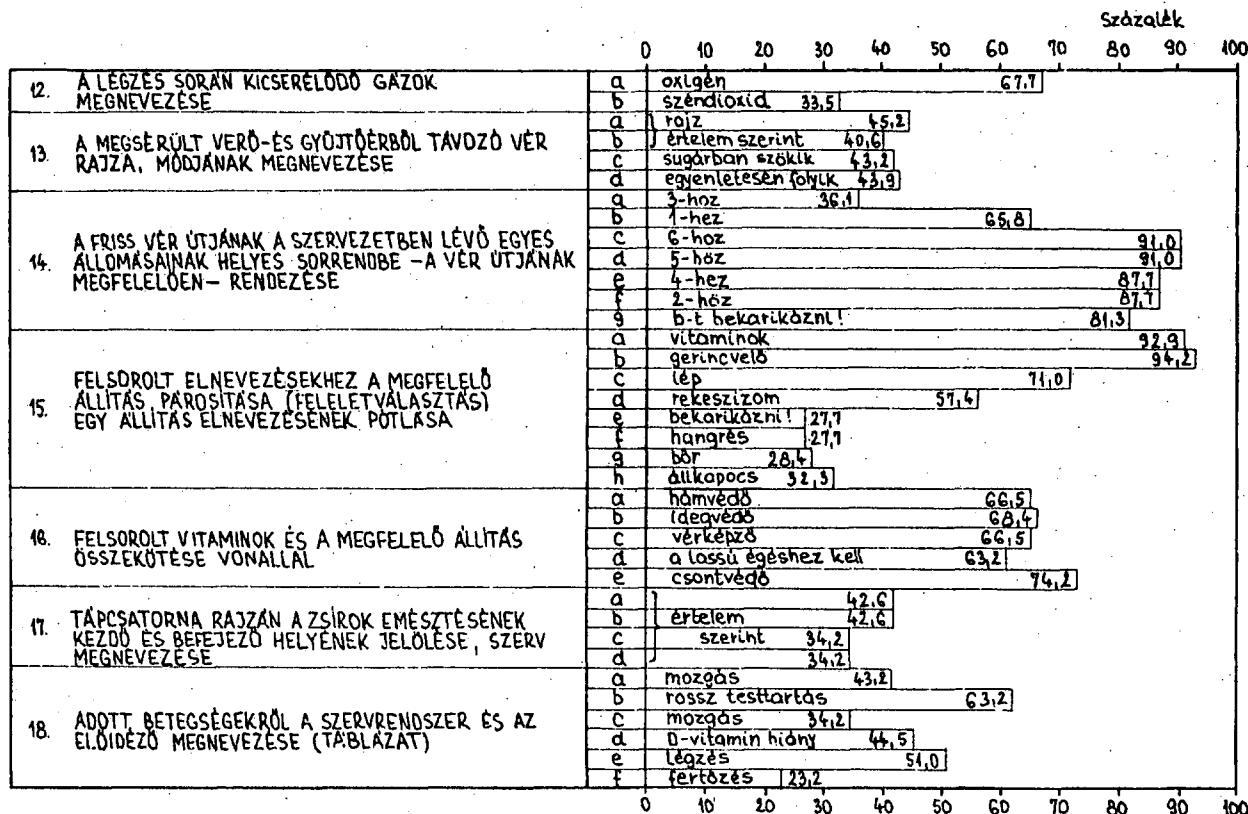 Százalék
0 10 20 30 40 50 60 70 80 90 100
12. A LÉGZÉS SORÁN KICSERÉLŐDŐ GÁZOK
MEGNEVEZÉSE
a oxigén 67,7
b széndioxid 33,5
13. A MEGSÉRÜLT VERŐ-ÉS GYŰJTŐÉRBŐL TÁVOZÓ VÉR
RAJZA, MÓDJÁNAK MEGNEVEZÉSE
a rajz 45,2
b értelem szerint 40,6
c sugárban szökik 43,2
d egyenletesen folyik 43,9
14. A FRISS VÉR ÚTJÁNAK A SZERVEZETBEN LÉVŐ EGYES
ÁLLOMÁSAINAK HELYES SORRENDBE –A VÉR ÚTJÁNAK
MEGFELELŐEN– RENDEZÉSE
a 3-hoz 36,1
b 1-hez 65,8
c 6-hoz 91,0
d 5-höz 91,0
e 4-hez 87,7
f 2-höz 87,7
g b-t bekarikázni! 81,3
15. FELSOROLT ELNEVEZÉSEKHEZ A MEGFELELŐ
ÁLLÍTÁS PÁROSÍTÁSA (FELELETVÁLASZTÁS)
EGY ÁLLÍTÁS ELNEVEZÉSÉNEK PÓTLÁSA
a vitaminok 92,9
b gerincvelő 94,2
c lép 71,0
d rekeszizom 57,4
e bekarikázni! 27,7
f hangrés 27,7
g bőr 28,4
h állkapocs 32,3
16. FELSOROLT VITAMINOK ÉS A MEGFELELŐ ÁLLÍTÁS
ÖSSZEKÖTÉSE VONALLAL
a hámvédő 66,5
b idegvédő 68,4
c vérképző 66,5
d a lassú égéshez kell 63,2
e csontvédő 74,2
17. TÁPCSATORNA RAJZÁN A ZSÍROK EMÉSZTÉSÉNEK
KEZDŐ ÉS BEFEJEZŐ HELYÉNEK JELÖLÉSE, SZERV
MEGNEVEZÉSE
a 42,6
b értelem 42,6
c szerint 34,2
d 34,2
18. ADOTT BETEGSÉGEKRŐL A SZERVRENDSZER ÉS AZ
ELŐIDÉZŐ MEGNEVEZÉSE (TÁBLÁZAT)
a mozgás 43,2
b rossz testtartás 63,2
c mozgás 34,2
d D-vitamin hiány 44,5
e légzés 51,0
f fertőzés 23,2
0 10 20 30 40 50 60 70 80 90 100